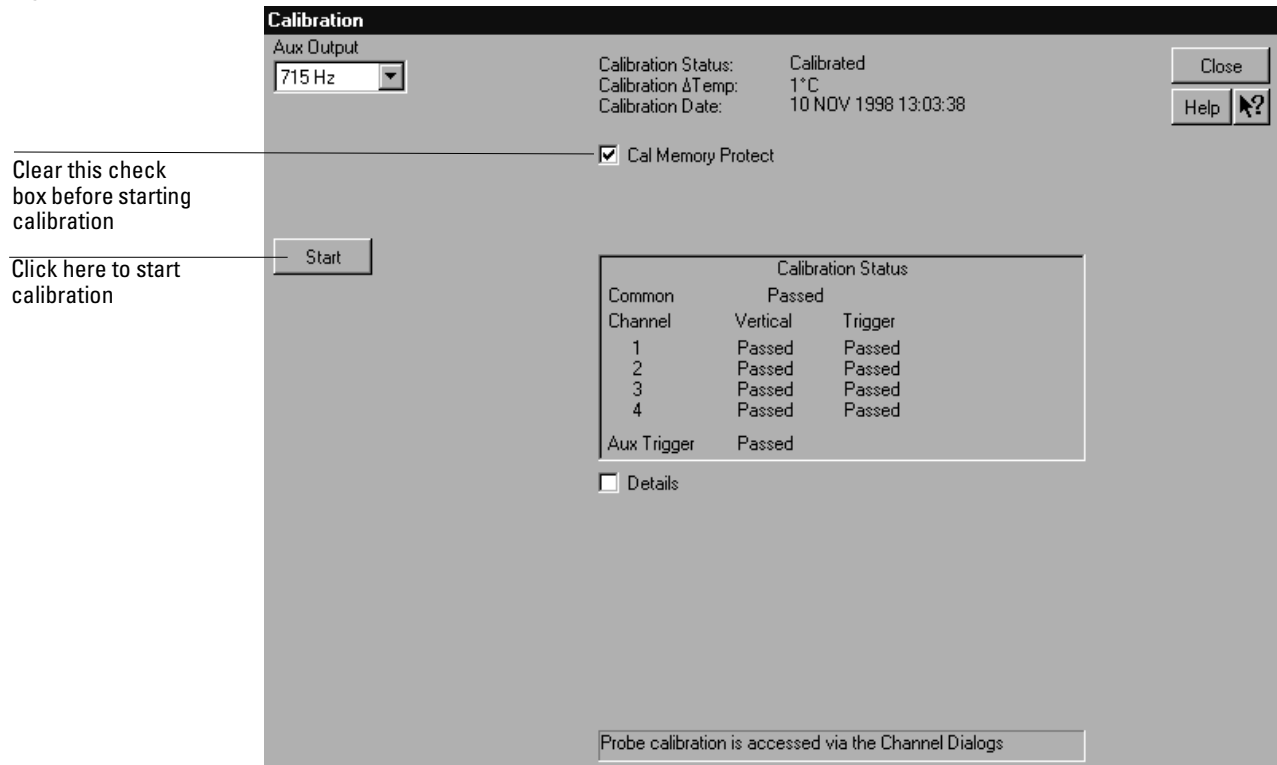 Calibration
Aux Output
715 Hz
Calibration Status: Calibrated
Calibration ΔTemp: 1°C
Calibration Date: 10 NOV 1998 13:03:38
Close
Help ?
Cal Memory Protect
Clear this check
box before starting
calibration
Start
Click here to start
calibration
Calibration Status
Common Passed
Channel Vertical Trigger
1 Passed Passed
2 Passed Passed
3 Passed Passed
4 Passed Passed
Aux Trigger Passed
Details
Probe calibration is accessed via the Channel Dialogs